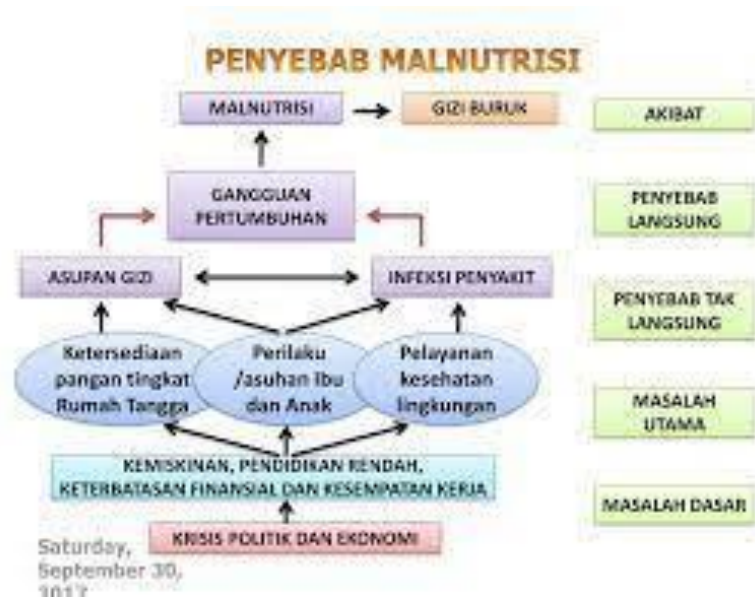 PENYEBAB MALNUTRISI
MALNUTRISI
GIZI BURUK
AKIBAT
GANGGUAN
PERTUMBUHAN
PENYEBAB
LANGSUNG
ASUPAN GIZI
INFEKSI PENYAKIT
PENYEBAB TAK
LANGSUNG
Ketersediaan
pangan tingkat
Rumah Tangga
Perilaku
/asuhan Ibu
dan Anak
Pelayanan
kesehatan
lingkungan
MASALAH
UTAMA
KEMISKINAN, PENDIDIKAN RENDAH,
KETERBATASAN FINANSIAL DAN KESEMPATAN KERJA
MASALAH DASAR
KRISIS POLITIK DAN EKONOMI
Saturday,
September 30,
2017